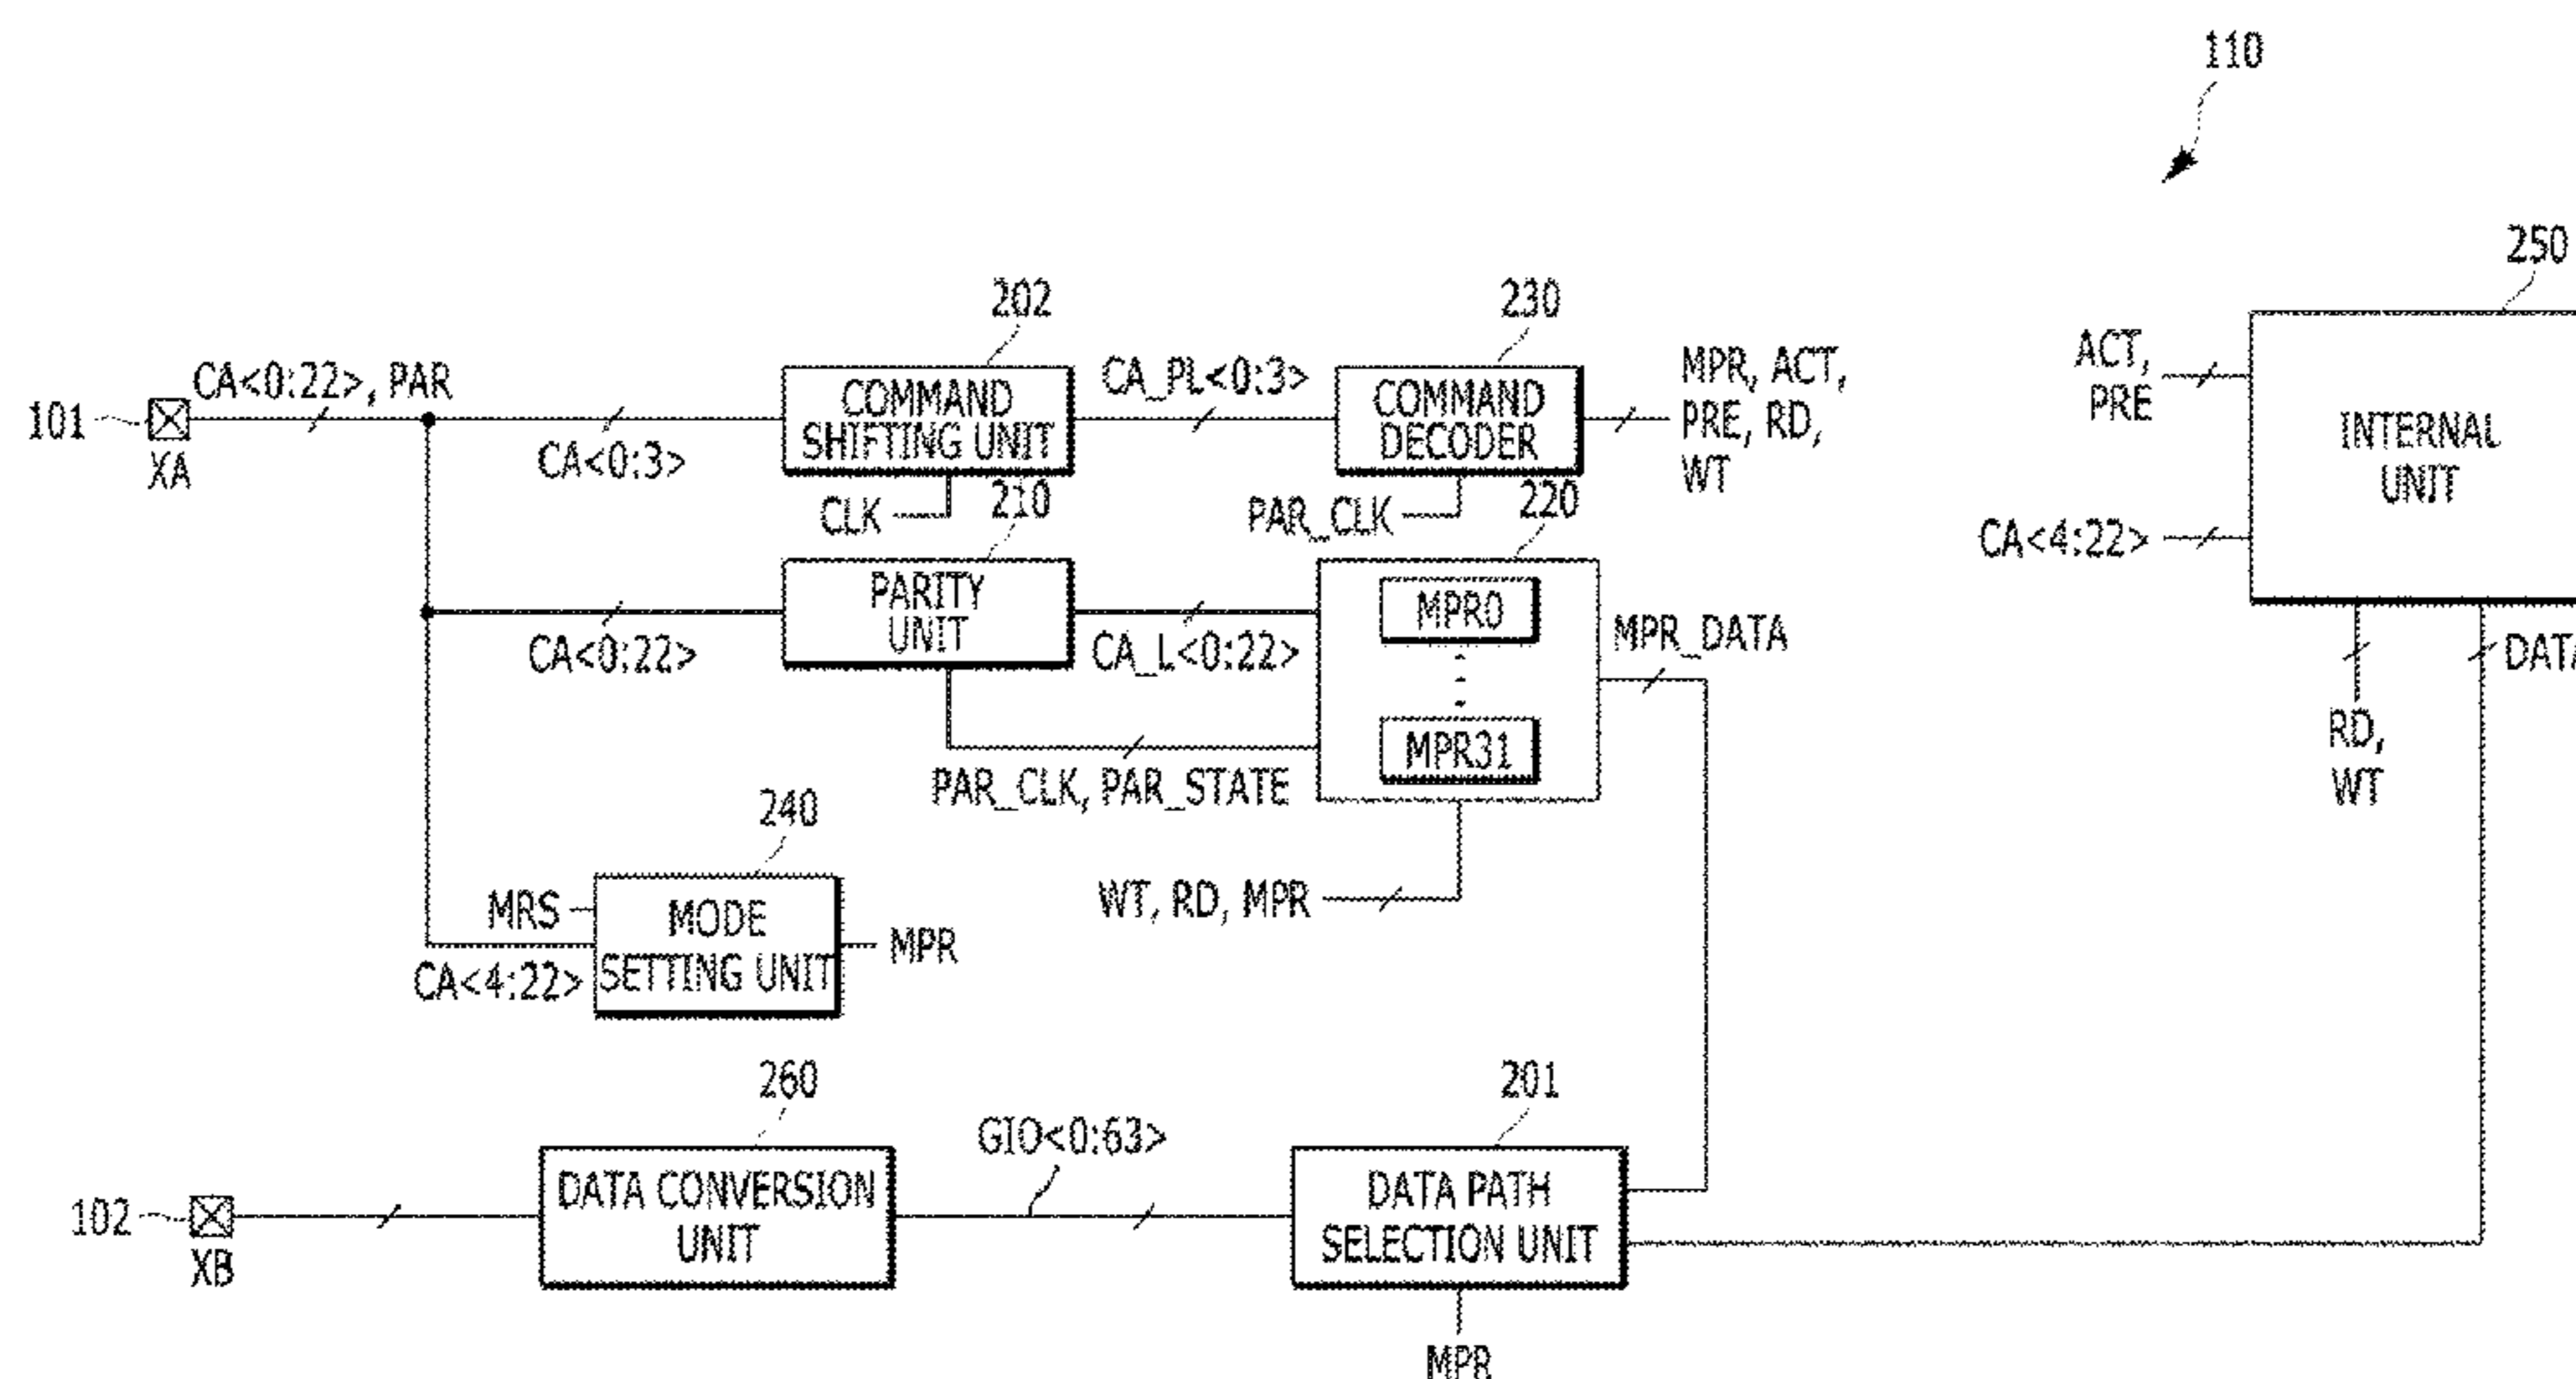 110
250
202
230
CA<0:22>, PAR
CA_PL<0:3>
MPR, ACT,
PRE, RD,
WT
ACT,
PRE
COMMAND
SHIFTING UNIT
COMMAND
DECODER
INTERNAL
UNIT
101
XA
CA<0:3>
CLK
210
PAR_CLK
220
CA<4:22>
PARITY
UNIT
MPR0
MPR_DATA
CA<0:22>
CA_L<0:22>
DATA
RD,
WT
MPR31
PAR_CLK, PAR_STATE
240
MRS
MODE
SETTING UNIT
MPR
WT, RD, MPR
CA<4:22>
260
201
GIO<0:63>
DATA CONVERSION
UNIT
DATA PATH
SELECTION UNIT
102
XB
MPR